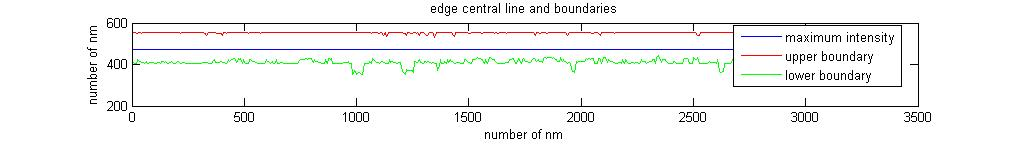 edge central line and boundaries
600
400
200
number of nm
maximum intensity
upper boundary
lower boundary
0 500 1000 1500 2000 2500 3000 3500
number of nm